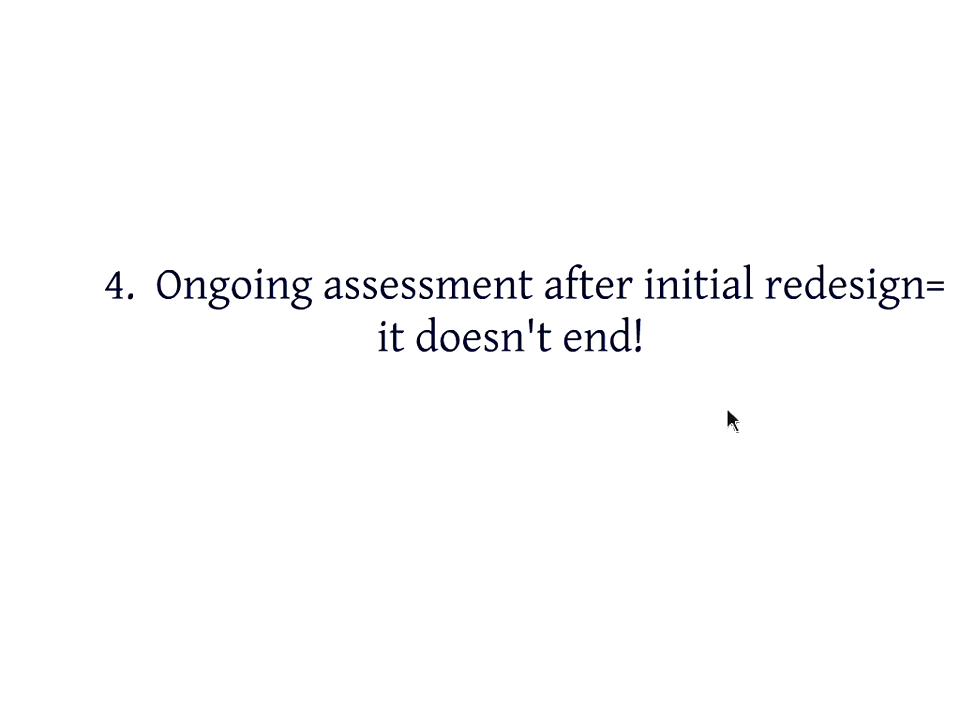 4. Ongoing assessment after initial redesign=
it doesn't end!